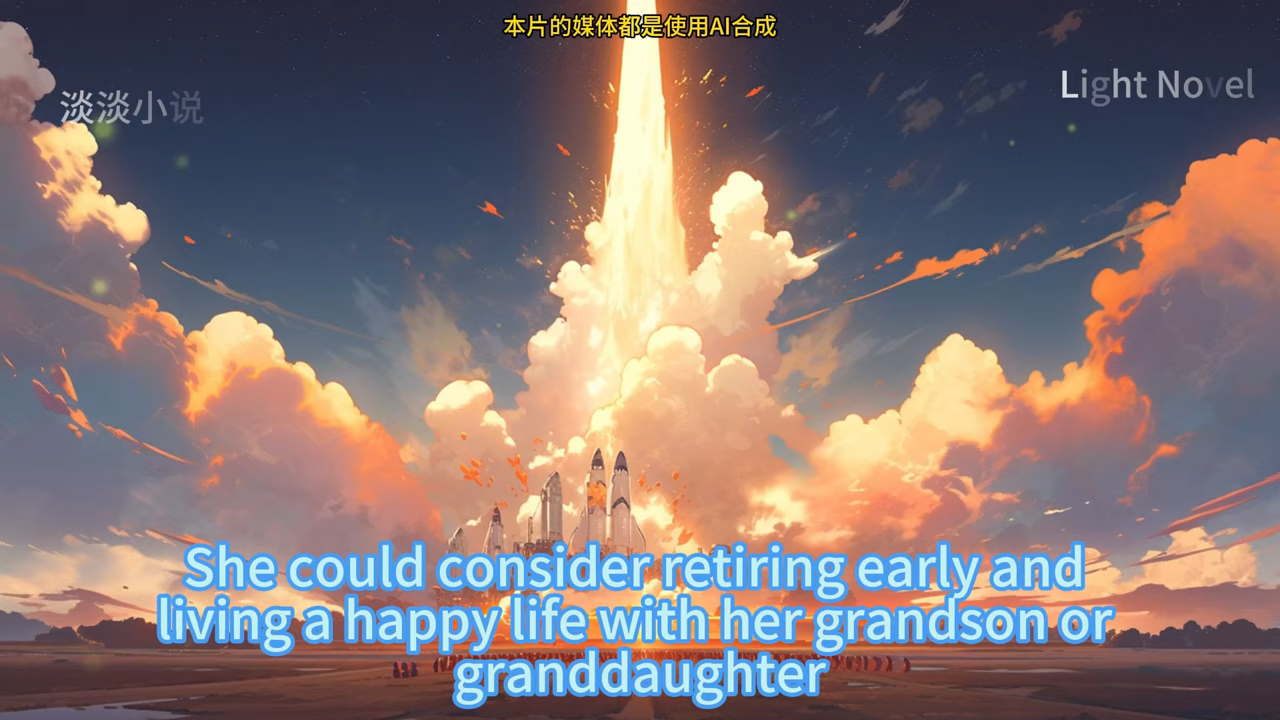 本片的媒体都是使用AI合成
淡淡小说
Light Novel
She could consider retiring early and
living a happy life with her grandson or
granddaughter